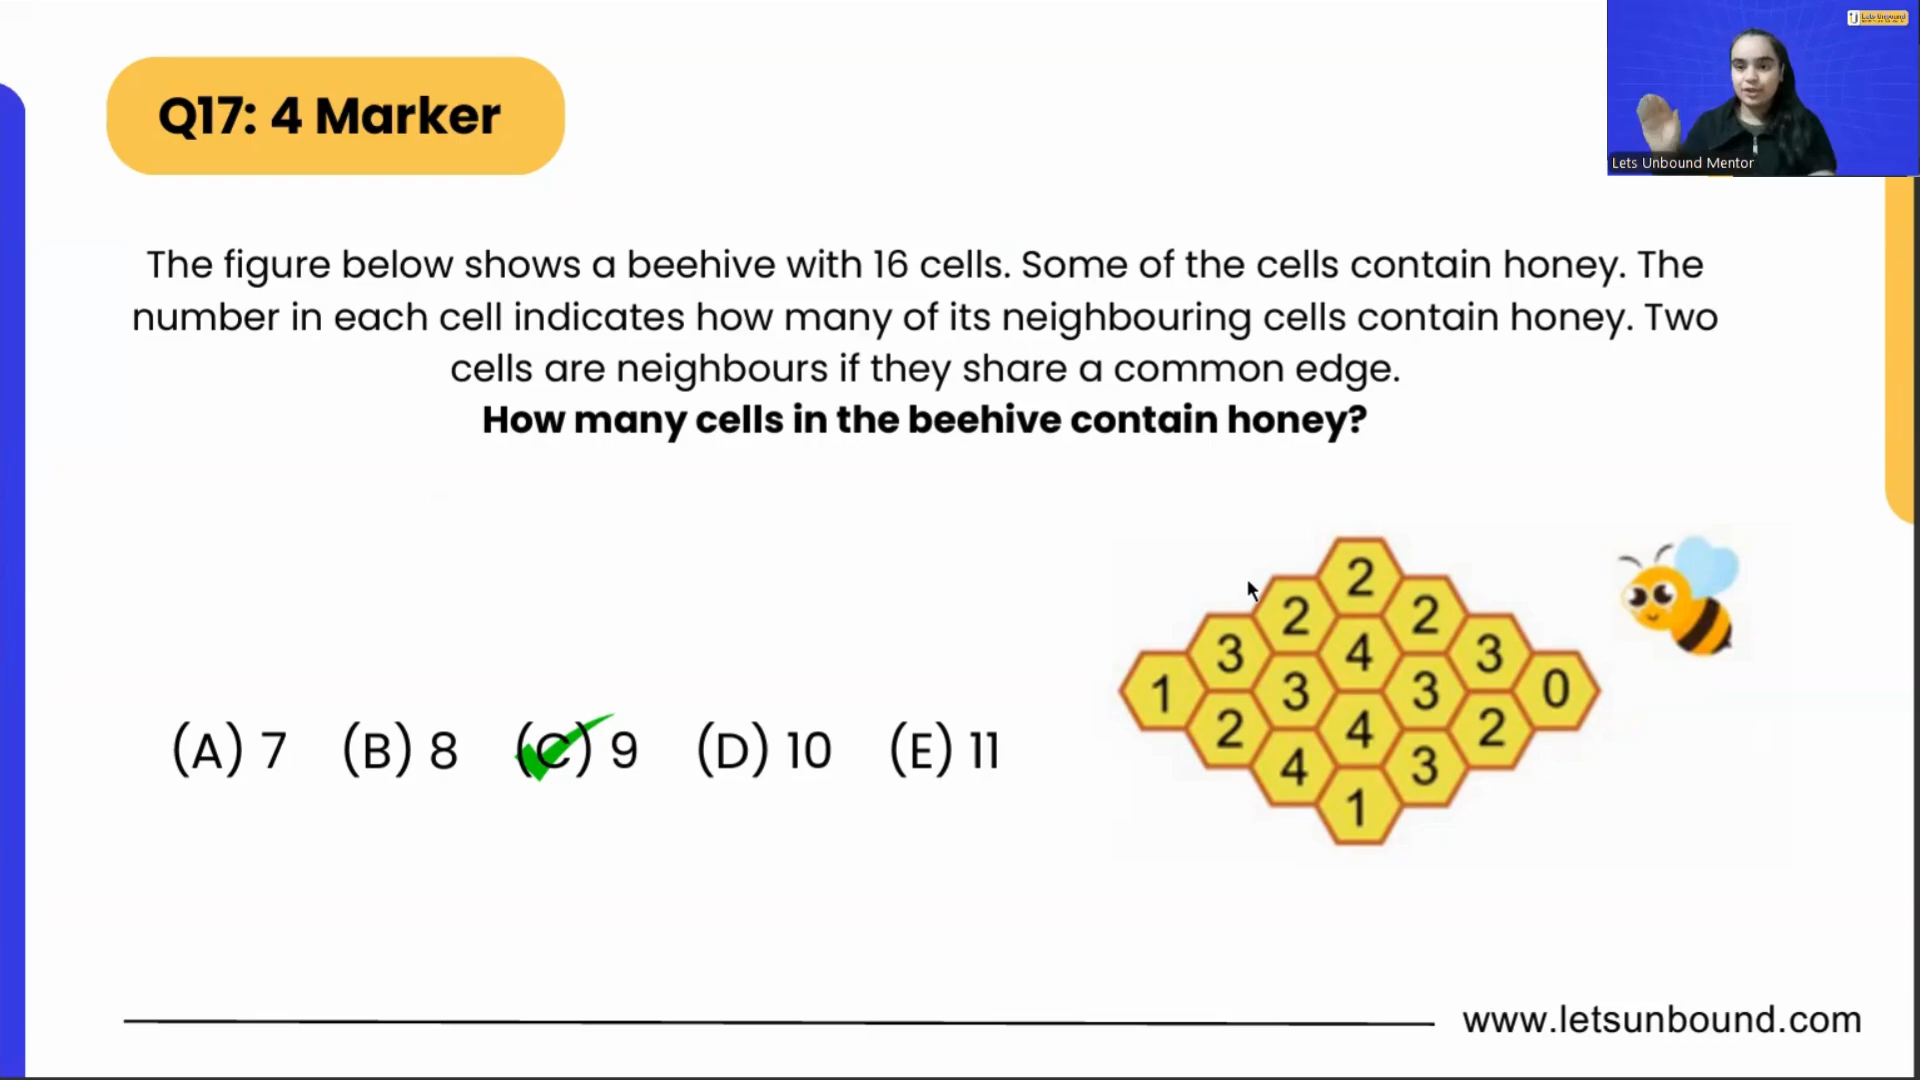 Lets Unbound
Lets Unbound Mentor
Q17: 4 Marker
The figure below shows a beehive with 16 cells. Some of the cells contain honey. The
number in each cell indicates how many of its neighbouring cells contain honey. Two
cells are neighbours if they share a common edge.
How many cells in the beehive contain honey?
(A) 7 (B) 8 (C) 9 (D) 10 (E) 11
2
2 2
3 4 3
1 3 3 0
2 4 2
4 3
1
www.letsunbound.com